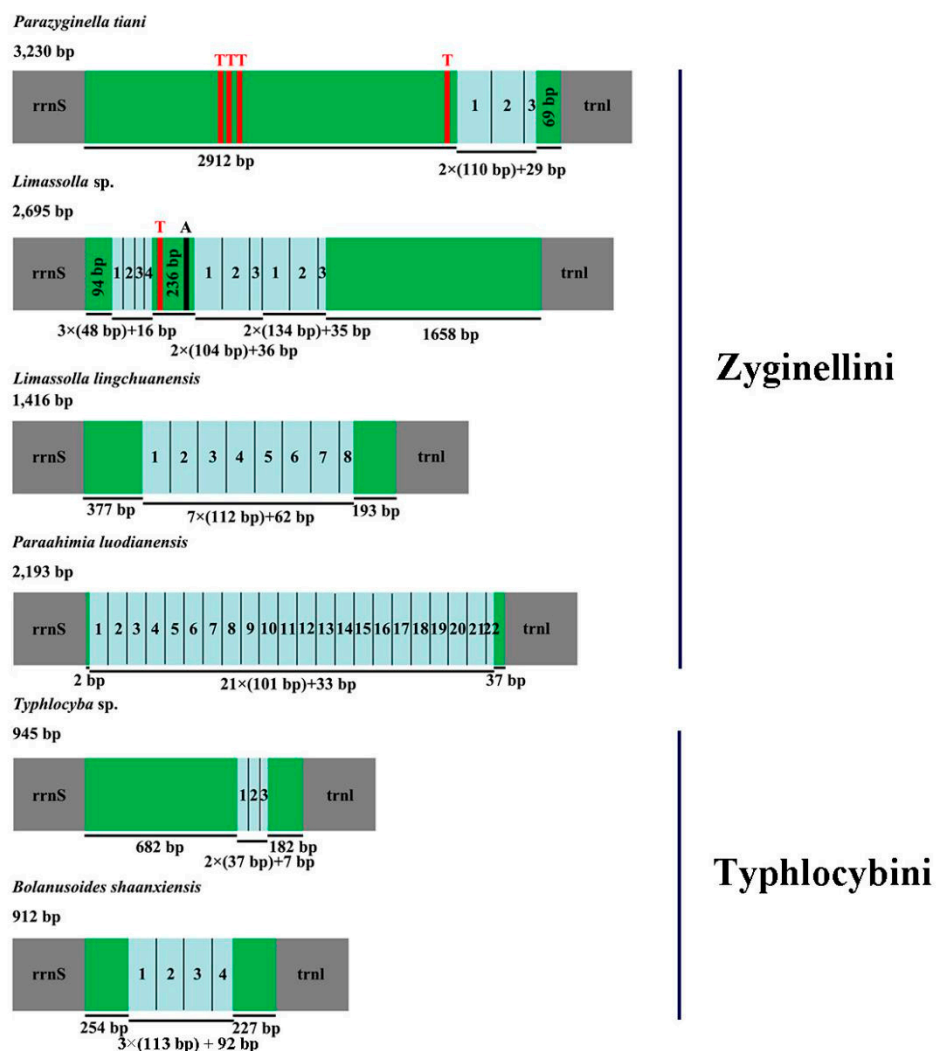 Parazyginella tiani
3,230 bp
T T T T
rrnS 1 2 3 69 bp trnl
2912 bp 2×(110 bp)+29 bp
Limassolla sp.
2,695 bp
T A
rrnS 94 bp 1 2 3 4 236 bp 1 2 3 1 2 3 trnl
3×(48 bp)+16 bp 2×(134 bp)+35 bp 1658 bp
2×(104 bp)+36 bp
Zyginellini
Limassolla lingchuanensis
1,416 bp
rrnS 1 2 3 4 5 6 7 8 trnl
377 bp 7×(112 bp)+62 bp 193 bp
Paraahimia luodianensis
2,193 bp
rrnS 1 2 3 4 5 6 7 8 9 10 11 12 13 14 15 16 17 18 19 20 21 22 trnl
2 bp 21×(101 bp)+33 bp 37 bp
Typhlocyba sp.
945 bp
rrnS 1 2 3 trnl
682 bp 182 bp
2×(37 bp)+7 bp
Typhlocybini
Bolanusoides shaanxiensis
912 bp
rrnS 1 2 3 4 trnl
254 bp 227 bp
3×(113 bp) + 92 bp